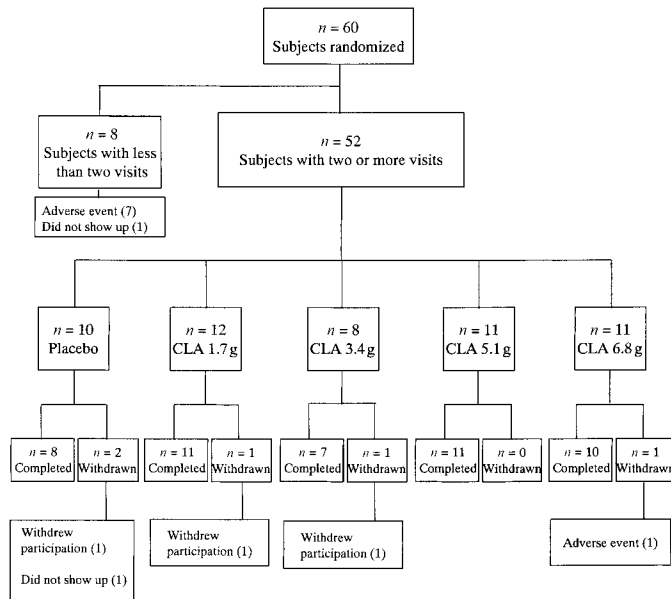 n = 60
Subjects randomized
n = 8
Subjects with less
than two visits
n = 52
Subjects with two or more visits
Adverse event (7)
Did not show up (1)
n = 10
Placebo
n = 12
CLA 1.7 g
n = 8
CLA 3.4 g
n = 11
CLA 5.1 g
n = 11
CLA 6.8 g
n = 8
Completed
n = 2
Withdrawn
n = 11
Completed
n = 1
Withdrawn
n = 7
Completed
n = 1
Withdrawn
n = 11
Completed
n = 0
Withdrawn
n = 10
Completed
n = 1
Withdrawn
Withdrew
participation (1)
Did not show up (1)
Withdrew
participation (1)
Withdrew
participation (1)
Adverse event (1)